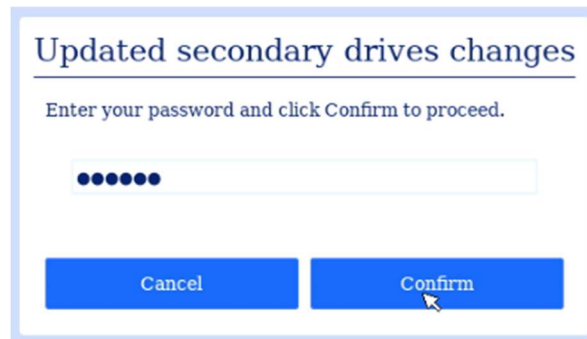 Updated secondary drives changes
Enter your password and click Confirm to proceed.
●●●●●●
Cancel Confirm